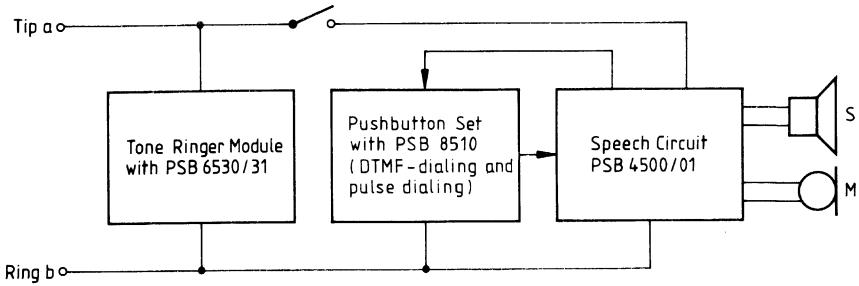 Tip a
Tone Ringer Module
with PSB 6530/31
Pushbutton Set
with PSB 8510
(DTMF-dialing and
pulse dialing)
Speech Circuit
PSB 4500/01
S
M
Ring b